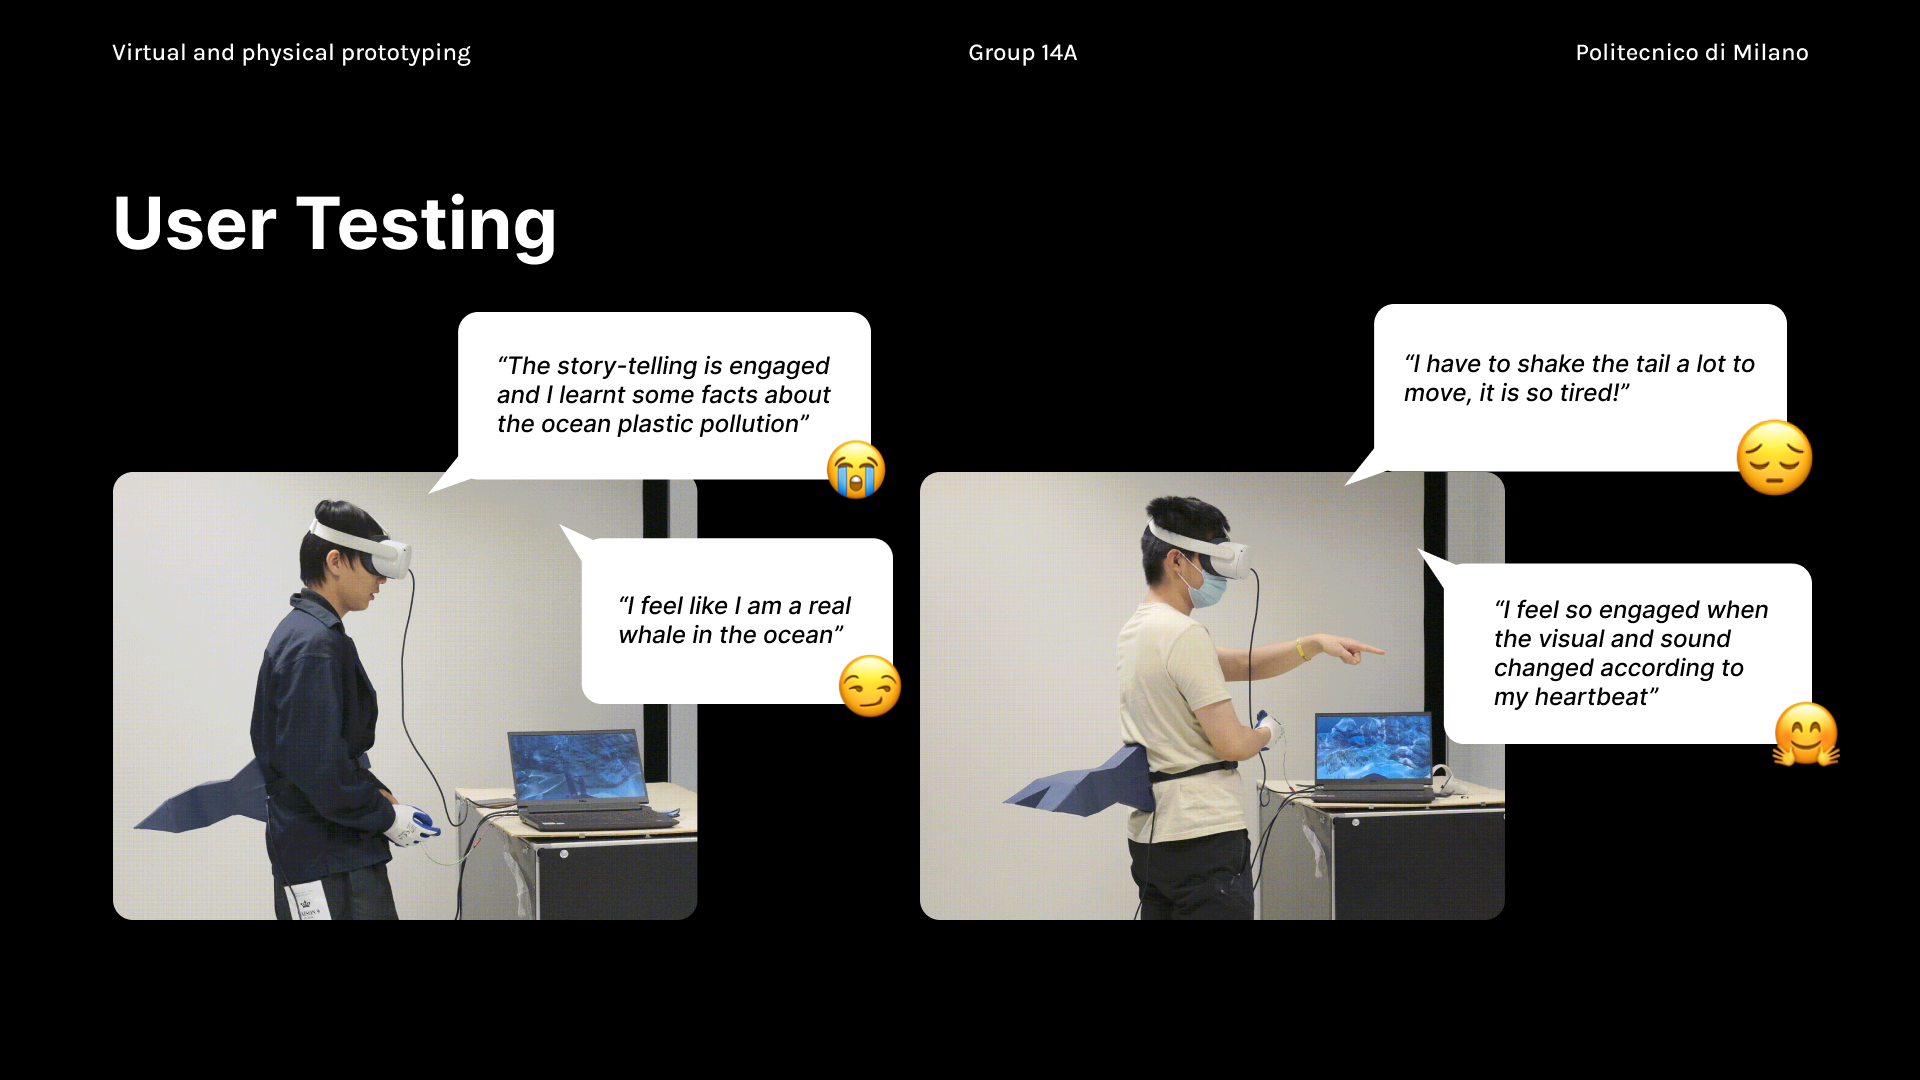 Virtual and physical prototyping
Group 14A
Politecnico di Milano
User Testing
“The story-telling is engaged
and I learnt some facts about
the ocean plastic pollution”
“I feel like I am a real
whale in the ocean”
“I have to shake the tail a lot to
move, it is so tired!”
“I feel so engaged when
the visual and sound
changed according to
my heartbeat”